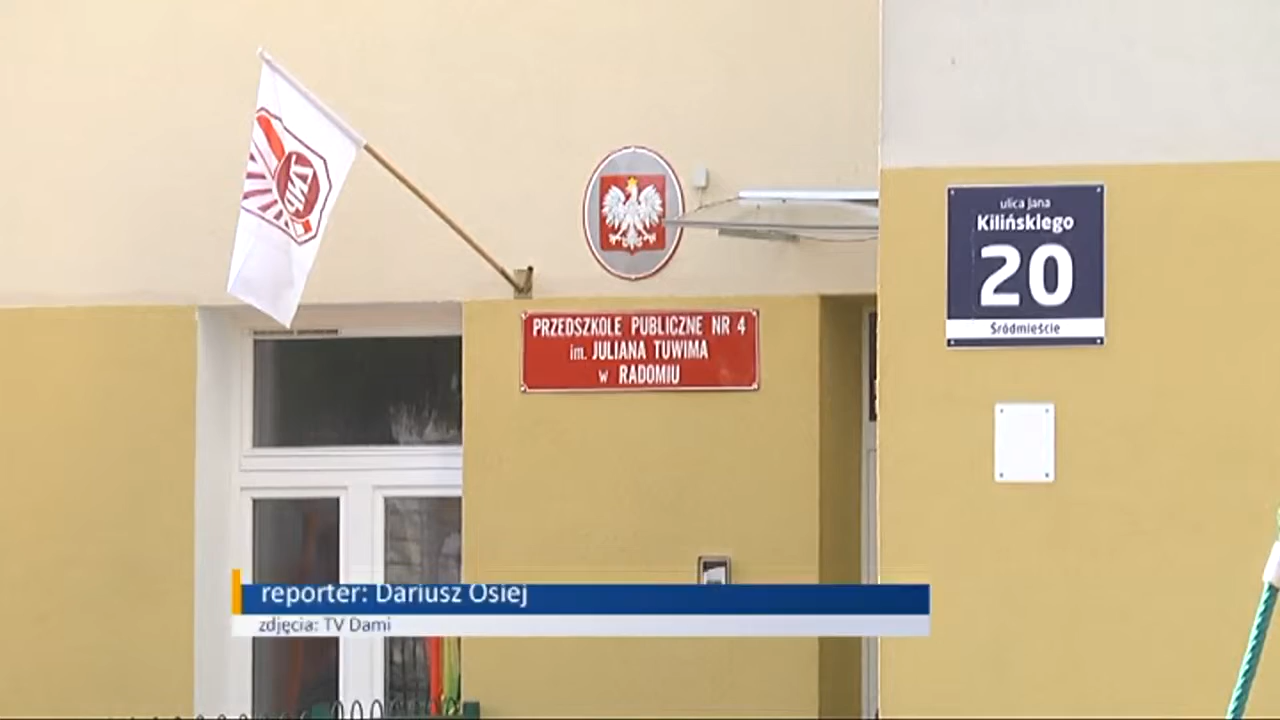 ZNP
PRZEDSZKOLE PUBLICZNE NR 4
im. JULIANA TUWIMA
w RADOMIU
ulica Jana
Kilińskiego
20
Śródmieście
reporter: Dariusz Osiej
zdjęcia: TV Dami